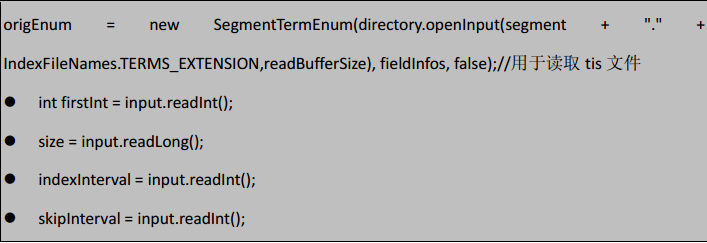 origEnum = new SegmentTermEnum(directory.openInput(segment + "." +
IndexFileNames.TERMS_EXTENSION,readBufferSize), fieldInfos, false);//用于读取 tis 文件
● int firstInt = input.readInt();
● size = input.readLong();
● indexInterval = input.readInt();
● skipInterval = input.readInt();